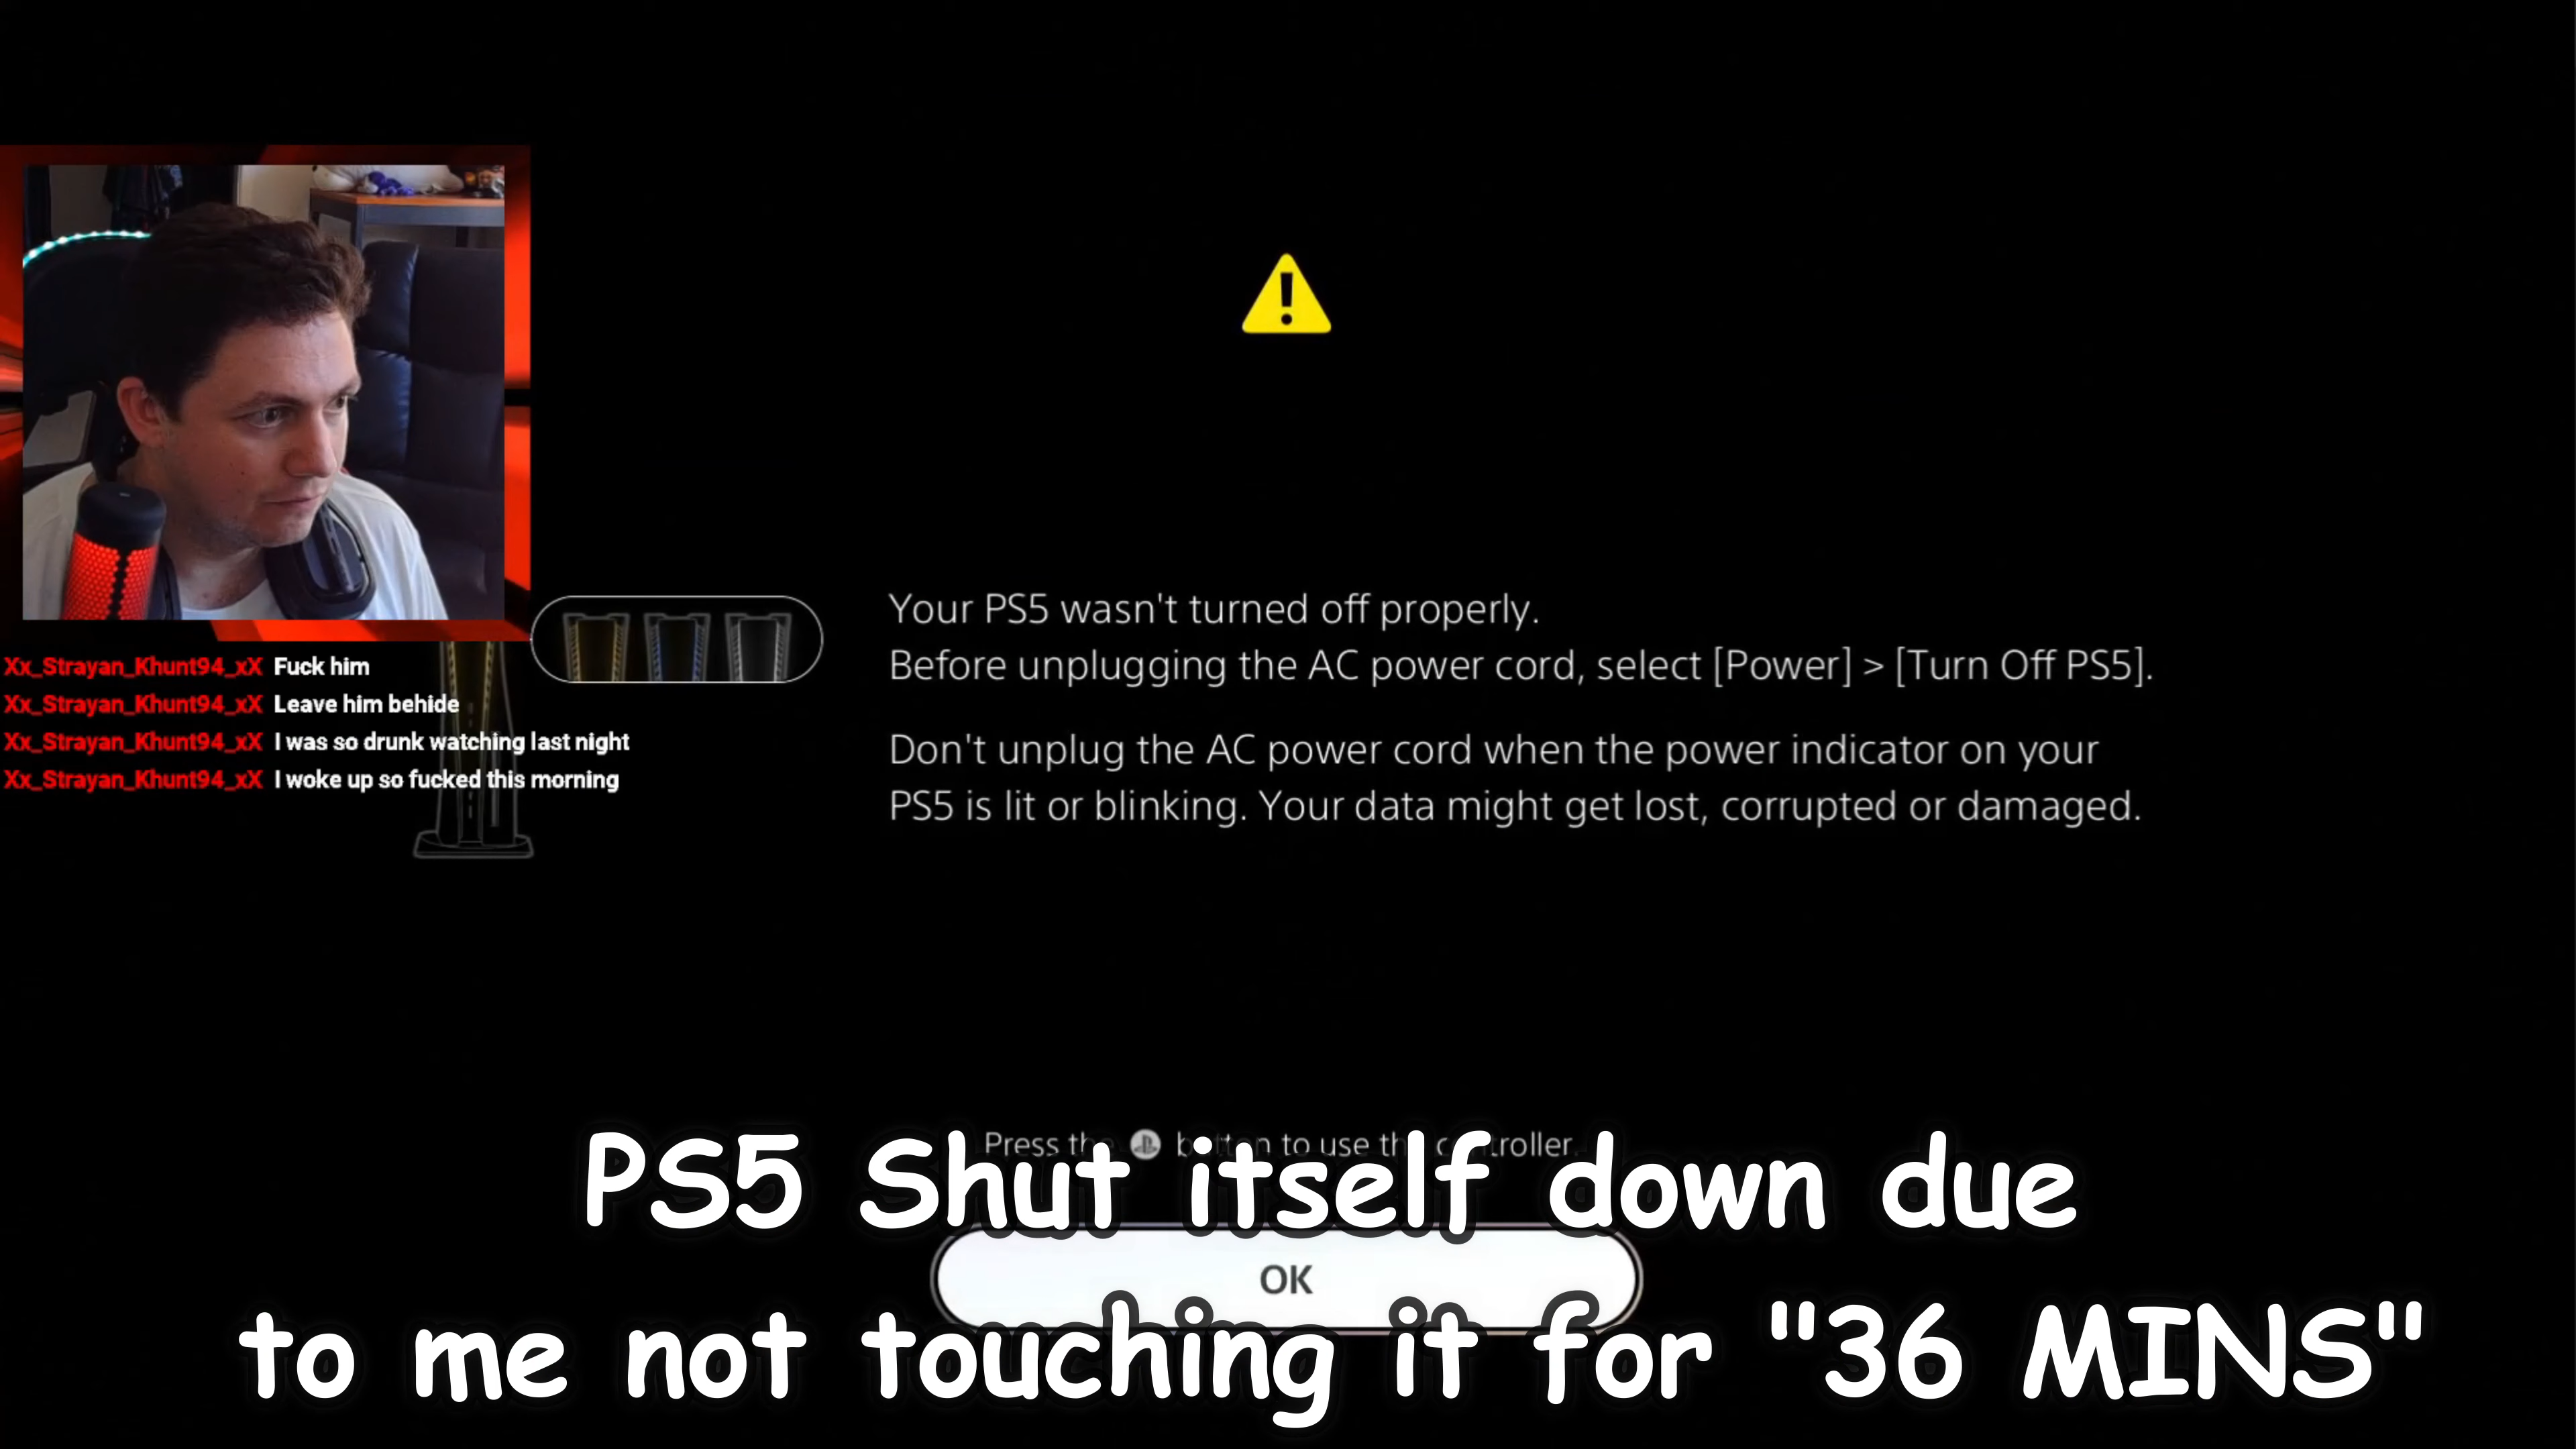 Your PS5 wasn't turned off properly.
Before unplugging the AC power cord, select [Power] > [Turn Off PS5].
Don't unplug the AC power cord when the power indicator on your
PS5 is lit or blinking. Your data might get lost, corrupted or damaged.
Xx_Strayan_Khunt94_xX Fuck him
Xx_Strayan_Khunt94_xX Leave him behide
Xx_Strayan_Khunt94_xX I was so drunk watching last night
Xx_Strayan_Khunt94_xX I woke up so fucked this morning
Press the button to use the controller.
PS5 Shut itself down due
OK
to me not touching it for "36 MINS"